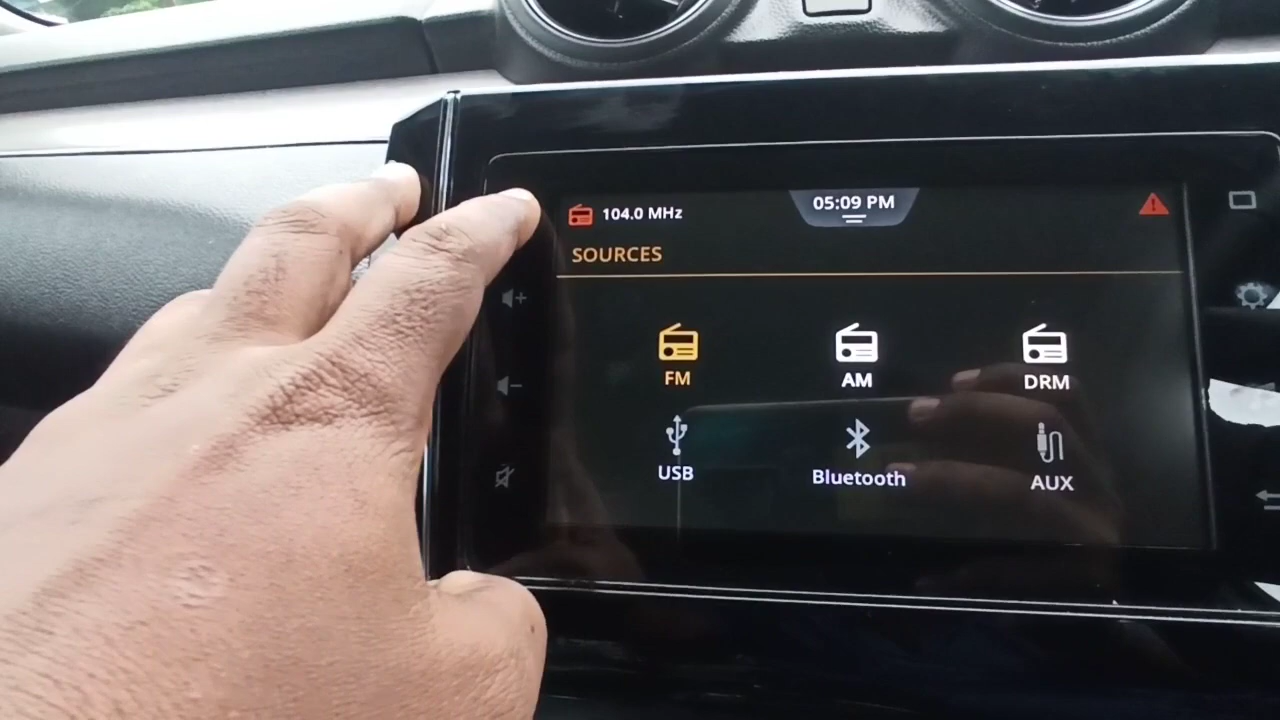 104.0 MHz
05:09 PM
SOURCES
FM
AM
DRM
USB
Bluetooth
AUX